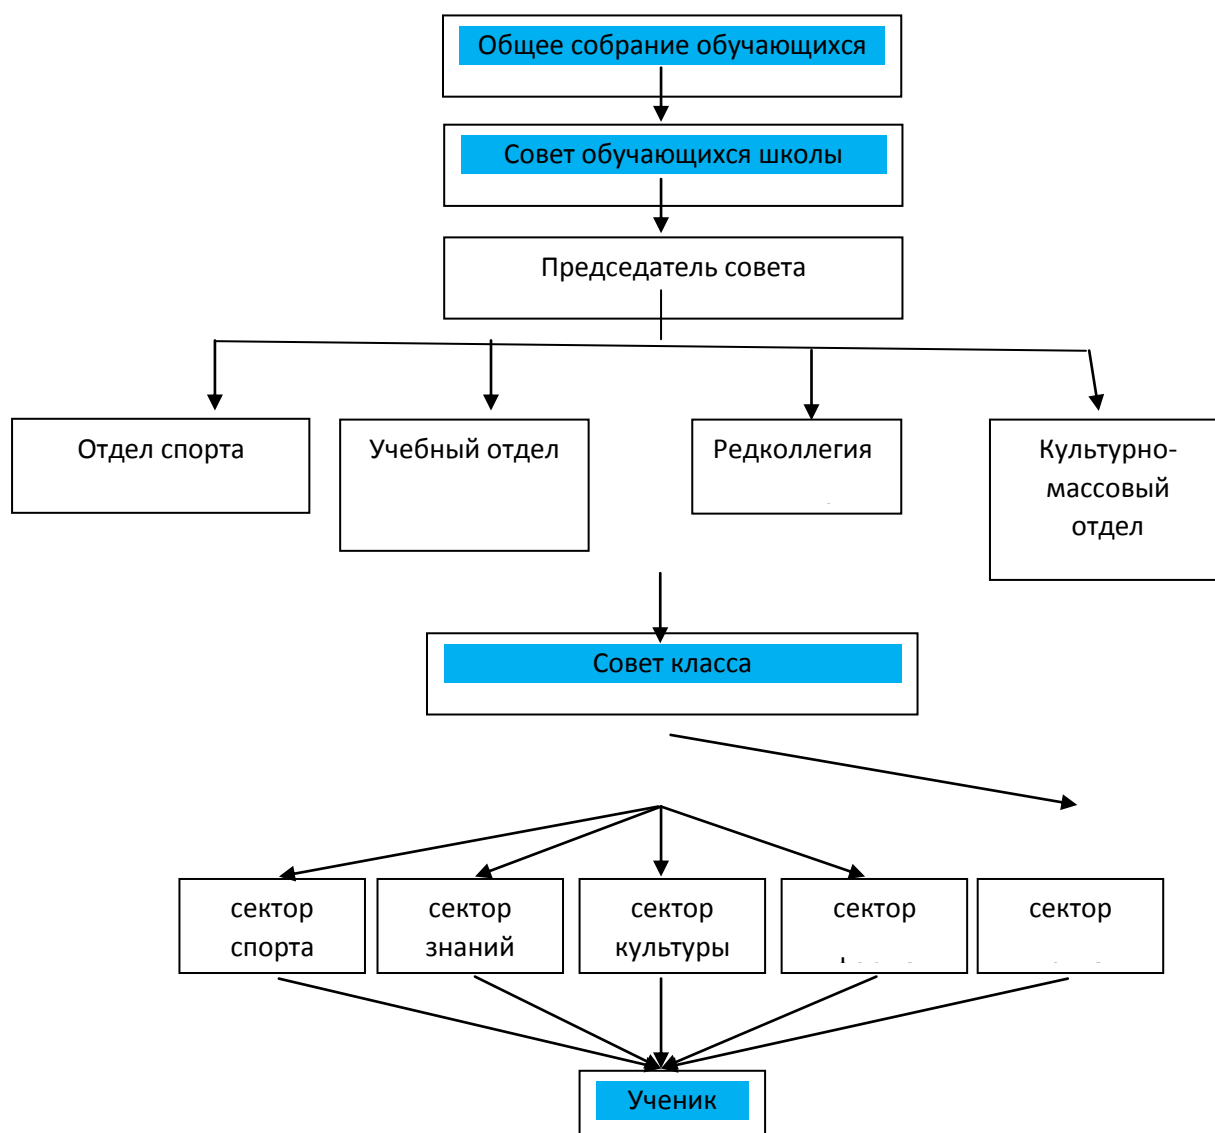 Общее собрание обучающихся
Совет обучающихся школы
Председатель совета
Отдел спорта
Учебный отдел
Редколлегия
Культурно-
массовый
отдел
Совет класса
сектор
спорта
сектор
знаний
сектор
культуры
сектор
сектор
Ученик